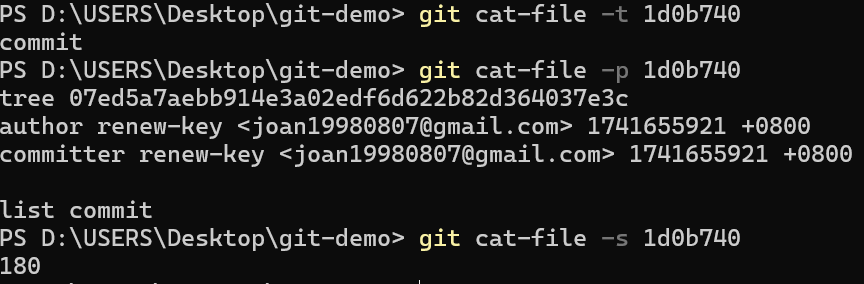 PS D:\USERS\Desktop\git-demo> git cat-file -t 1d0b740
commit
PS D:\USERS\Desktop\git-demo> git cat-file -p 1d0b740
tree 07ed5a7aebb914e3a02edf6d622b82d364037e3c
author renew-key <joan19980807@gmail.com> 1741655921 +0800
committer renew-key <joan19980807@gmail.com> 1741655921 +0800
list commit
PS D:\USERS\Desktop\git-demo> git cat-file -s 1d0b740
180